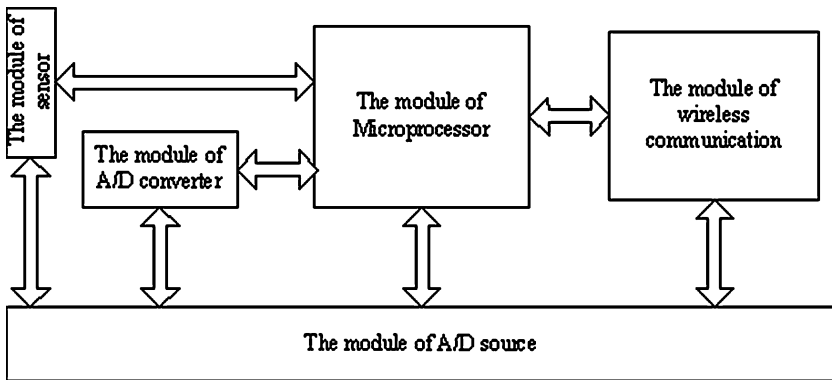 The module of
sensor
The module of
Microprocessor
The module of
wireless
communication
The module of
A/D converter
The module of A/D source